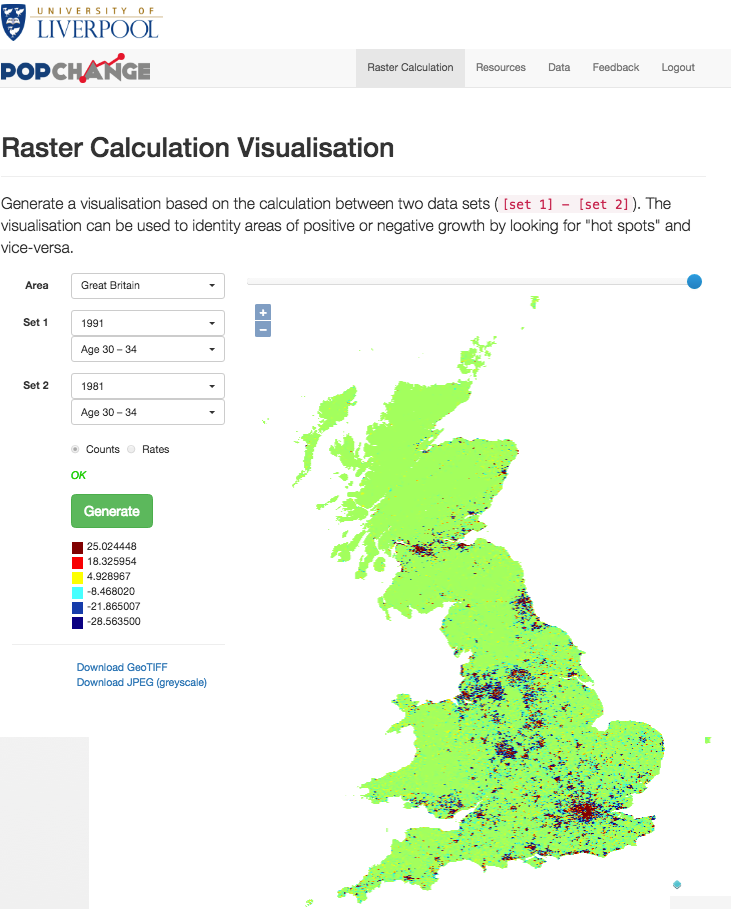 UNIVERSITY OF
LIVERPOOL
POPCHANGE
Raster Calculation Resources Data Feedback Logout
Raster Calculation Visualisation
Generate a visualisation based on the calculation between two data sets ( [set 1] - [set 2] ). The
visualisation can be used to identity areas of positive or negative growth by looking for "hot spots" and
vice-versa.
Area Great Britain
Set 1 1991
Age 30 – 34
Set 2 1981
Age 30 – 34
Counts Rates
OK
Generate
25.024448
18.325954
4.928967
-8.468020
-21.865007
-28.563500
Download GeoTIFF
Download JPEG (greyscale)
+
−